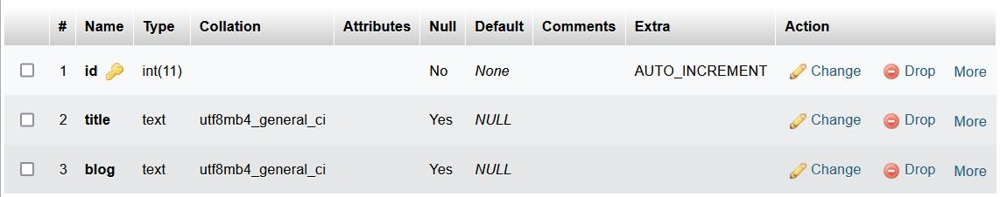 # Name Type Collation Attributes Null Default Comments Extra Action
1 id int(11) No None AUTO_INCREMENT Change Drop More
2 title text utf8mb4_general_ci Yes NULL Change Drop More
3 blog text utf8mb4_general_ci Yes NULL Change Drop More